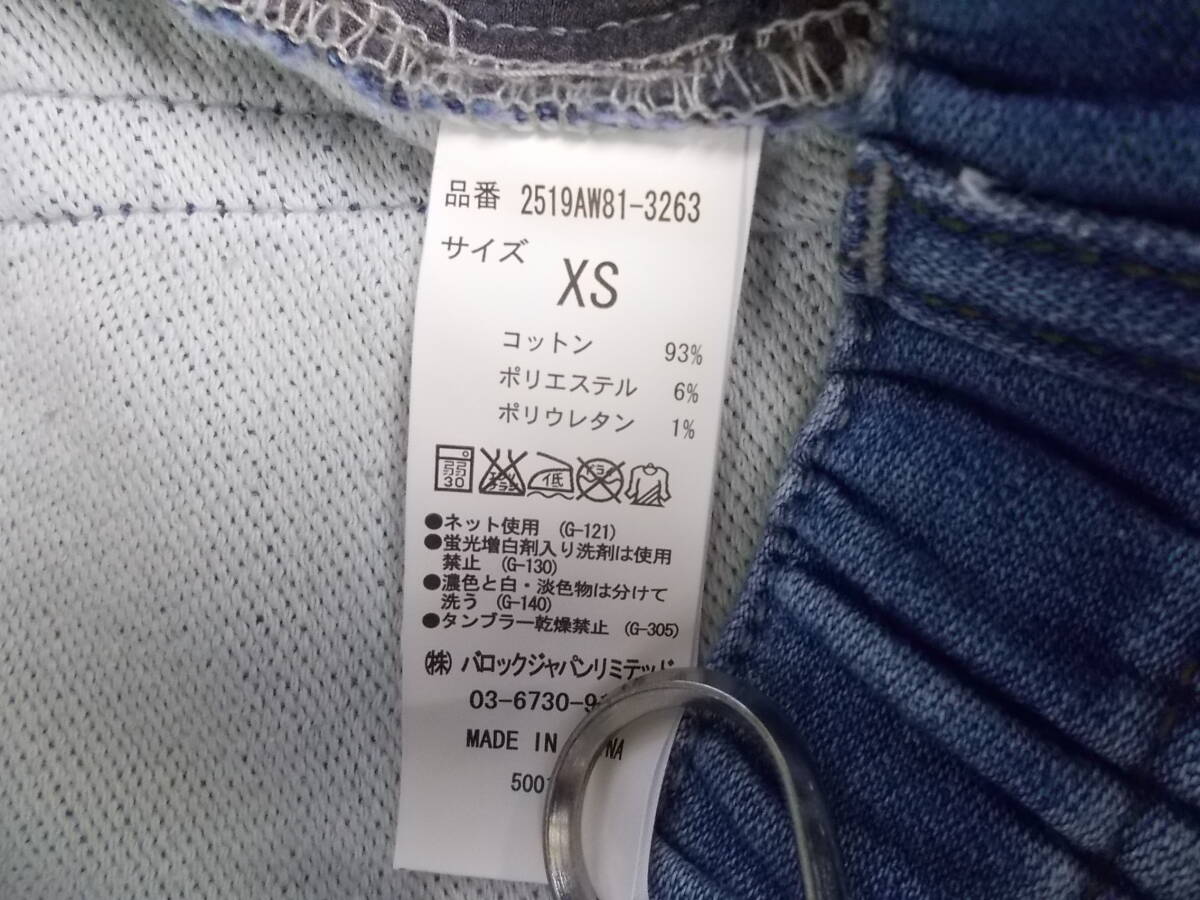 品番 2519AW81-3263
サイズ
XS
コットン 93%
ポリエステル 6%
ポリウレタン 1%
弱 30
低
●ネット使用 (G-121)
●蛍光増白剤入り洗剤は使用
禁止 (G-130)
●濃色と白・淡色物は分けて
洗う (G-140)
●タンブラー乾燥禁止 (G-305)
(株) バロックジャパンリミテッド
03-6730-9
MADE IN
500